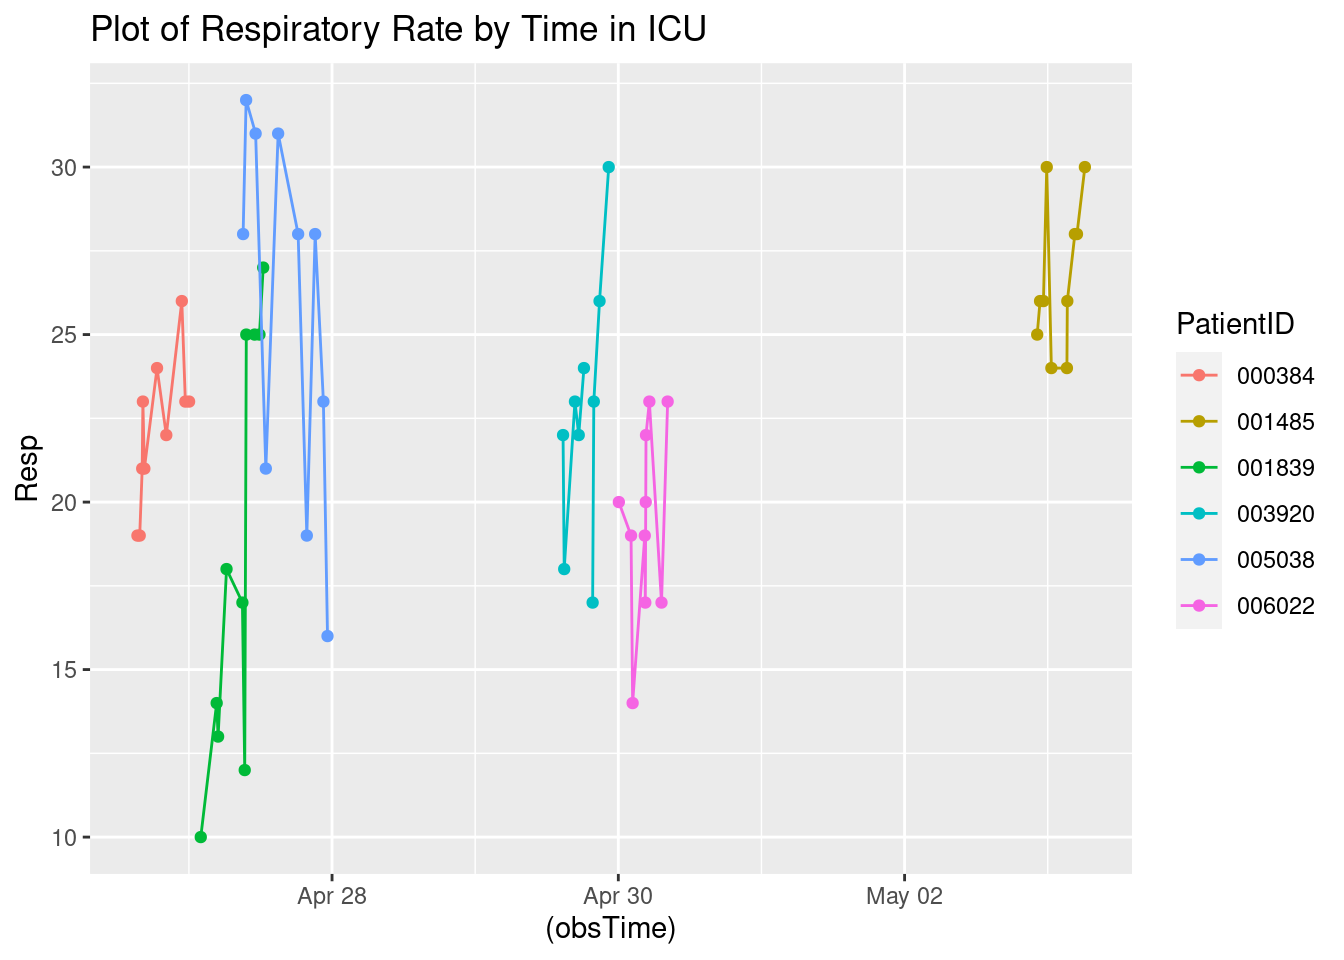 Plot of Respiratory Rate by Time in ICU
Resp
30
25
20
15
10
Apr 28
Apr 30
May 02
(obsTime)
PatientID
000384
001485
001839
003920
005038
006022